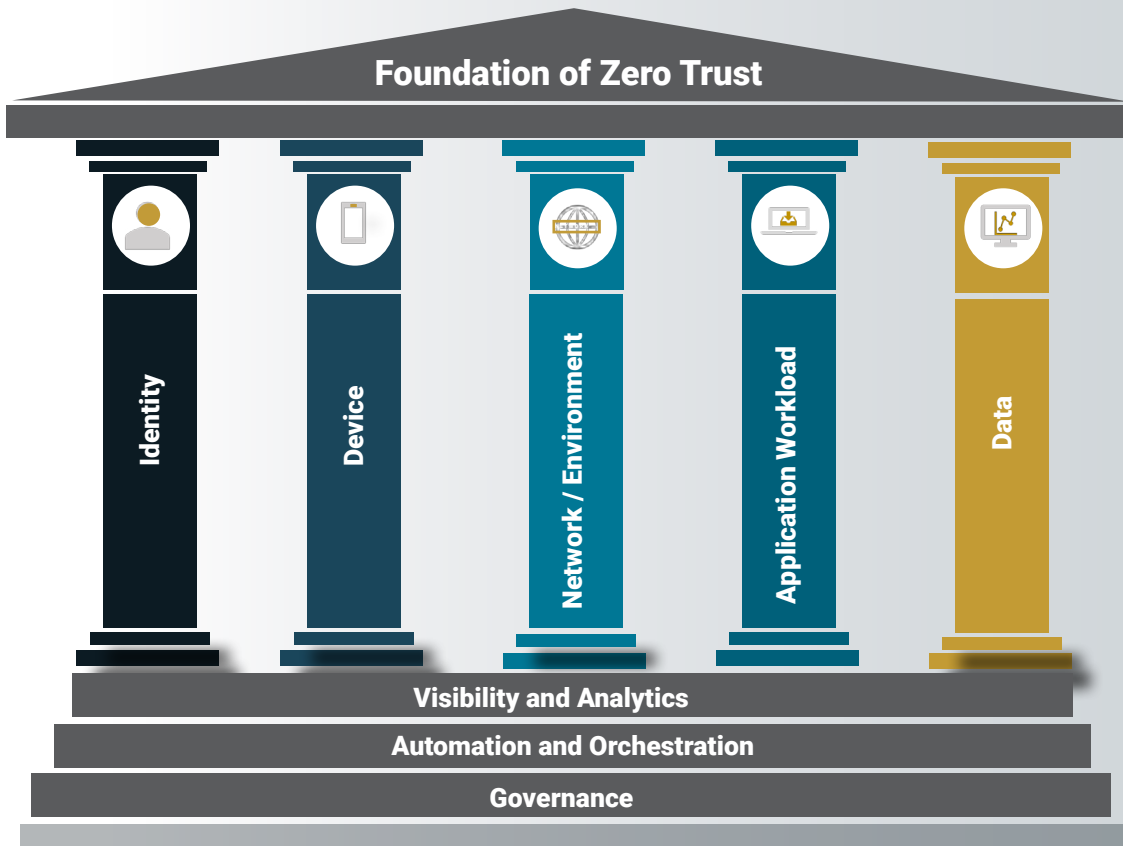 Foundation of Zero Trust
Identity
Device
Network / Environment
Application Workload
Data
Visibility and Analytics
Automation and Orchestration
Governance